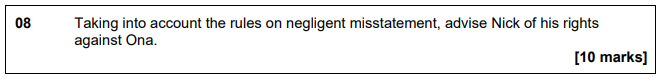 08 Taking into account the rules on negligent misstatement, advise Nick of his rights
against Ona.
[10 marks]